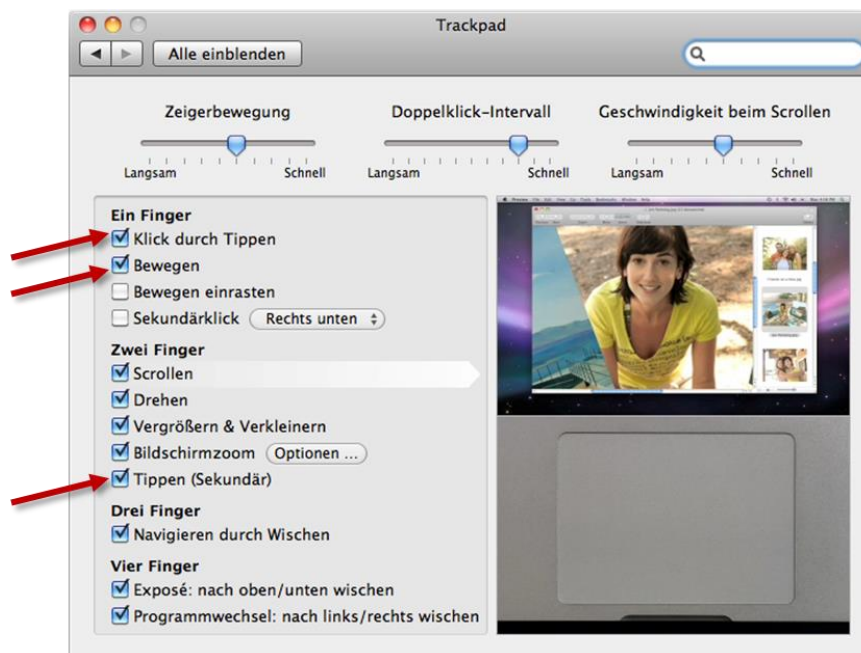 Trackpad
Alle einblenden
Zeigerbewegung Doppelklick-Intervall Geschwindigkeit beim Scrollen
Langsam Schnell Langsam Schnell Langsam Schnell
Ein Finger
Klick durch Tippen
Bewegen
Bewegen einrasten
Sekundärklick Rechts unten
Zwei Finger
Scrollen
Drehen
Vergrößern & Verkleinern
Bildschirmzoom Optionen ...
Tippen (Sekundär)
Drei Finger
Navigieren durch Wischen
Vier Finger
Exposé: nach oben/unten wischen
Programmwechsel: nach links/rechts wischen